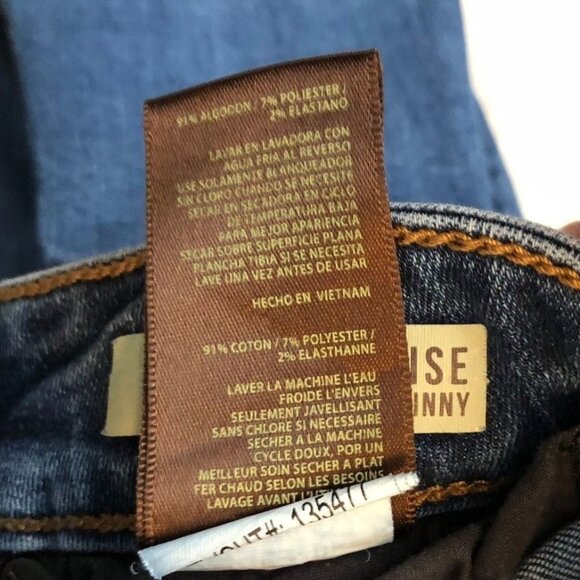 91% ALGODON / 7% POLIESTER /
2% ELASTANO
LAVAR EN LAVADORA CON
AGUA FRIA AL REVERSO
USE SOLAMENTE BLANQUEADOR
SIN CLORO CUANDO SE NECESITE
SECAR EN SECADORA EN CICLO
DE TEMPERATURA BAJA
PARA MEJOR APARIENCIA
SECAR SOBRE SUPERFICIE PLANA
PLANCHA TIBIA SI SE NECESITA
LAVE UNA VEZ ANTES DE USAR
HECHO EN VIETNAM
91% COTON / 7% POLYESTER /
2% ELASTHANNE
LAVER LA MACHINE L'EAU
FROIDE L'ENVERS
SEULEMENT JAVELLISANT
SANS CHLORE SI NECESSAIRE
SECHER A LA MACHINE
CYCLE DOUX, POUR UN
MEILLEUR SOIN SECHER A PLAT
FER CHAUD SELON LES BESOINS
LAVAGE AVANT
135477